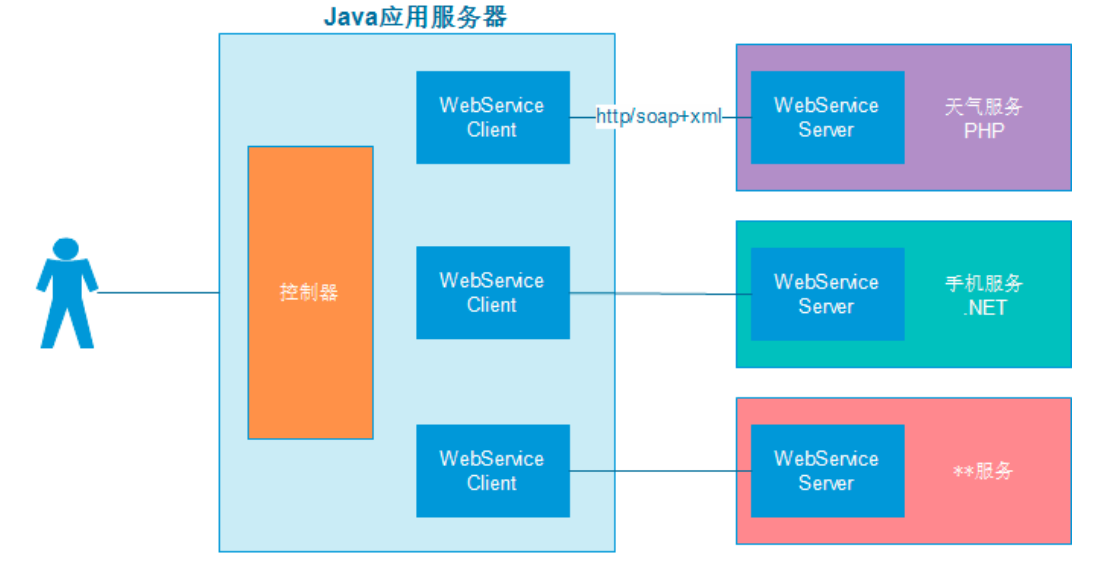 Java应用服务器
WebService
Client
http/soap+xml
WebService
Server
天气服务
PHP
控制器
WebService
Client
WebService
Server
手机服务
.NET
WebService
Client
WebService
Server
**服务